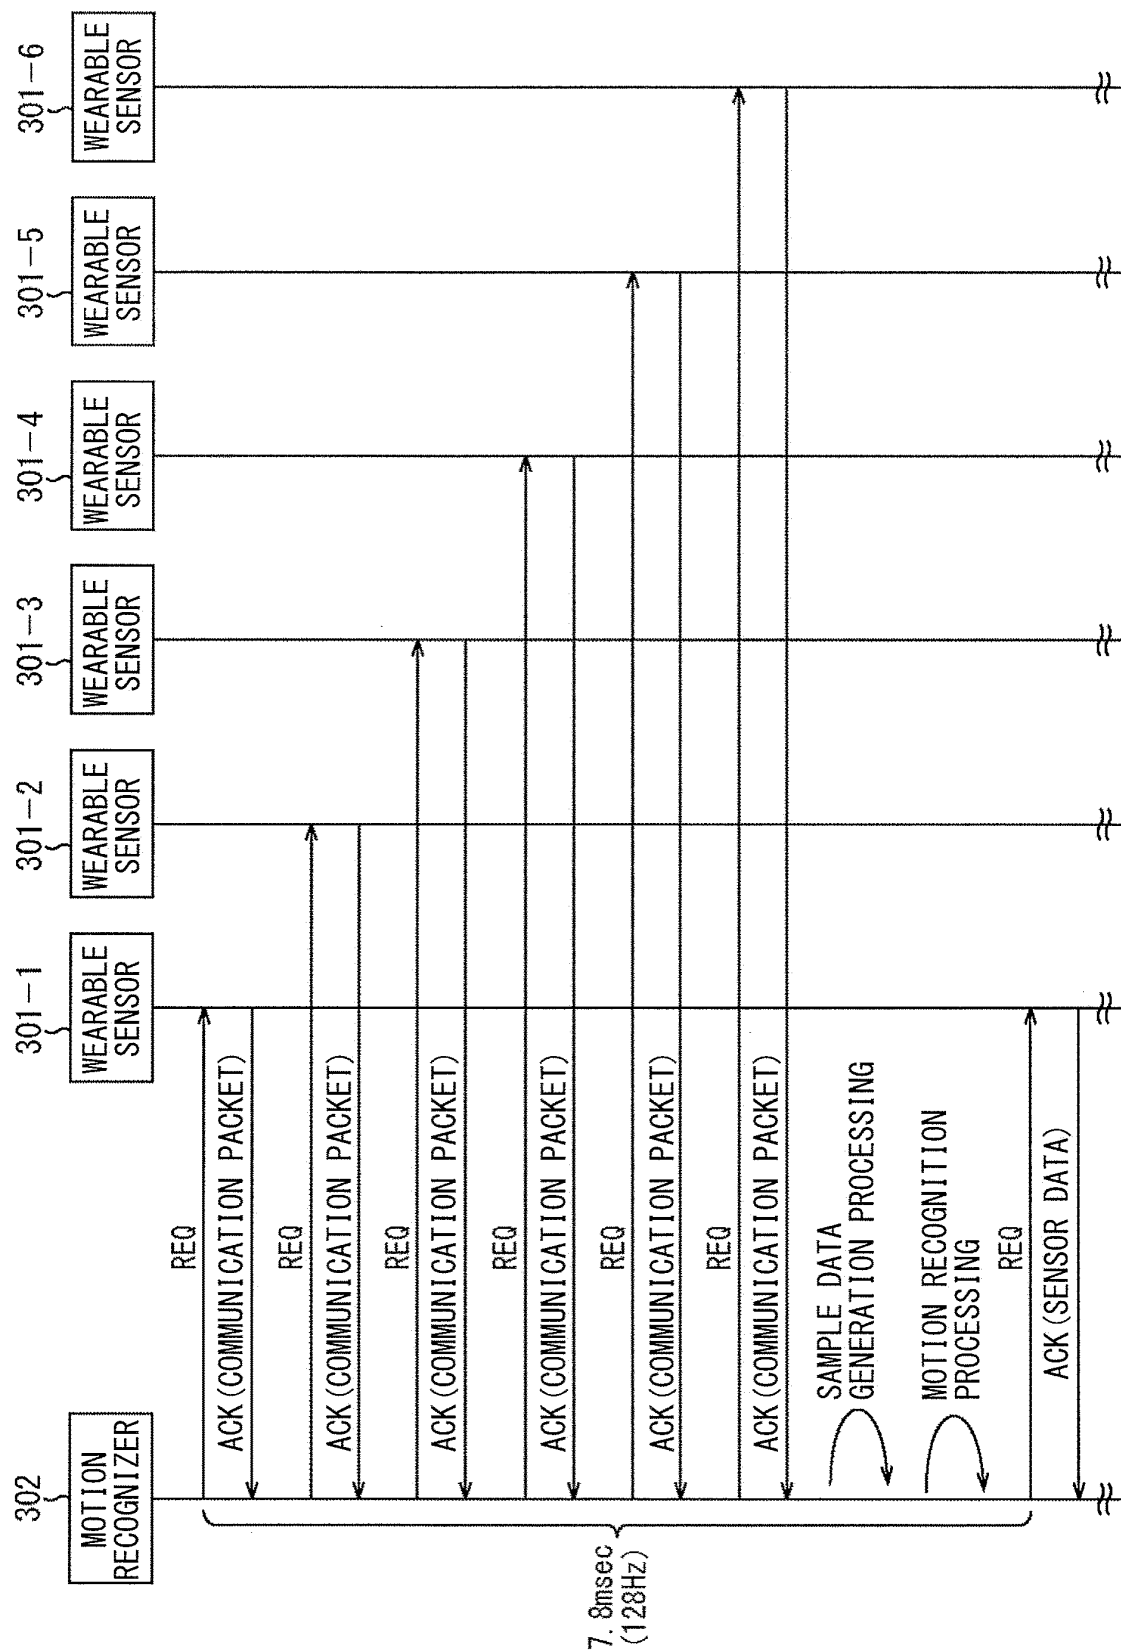 302
MOTION
RECOGNIZER
301-1
WEARABLE
SENSOR
301-2
WEARABLE
SENSOR
301-3
WEARABLE
SENSOR
301-4
WEARABLE
SENSOR
301-5
WEARABLE
SENSOR
301-6
WEARABLE
SENSOR
REQ
ACK(COMMUNICATION PACKET)
REQ
ACK(COMMUNICATION PACKET)
REQ
ACK(COMMUNICATION PACKET)
REQ
ACK(COMMUNICATION PACKET)
REQ
ACK(COMMUNICATION PACKET)
REQ
ACK(COMMUNICATION PACKET)
7.8msec
(128Hz)
SAMPLE DATA
GENERATION PROCESSING
MOTION RECOGNITION
PROCESSING
REQ
ACK(SENSOR DATA)